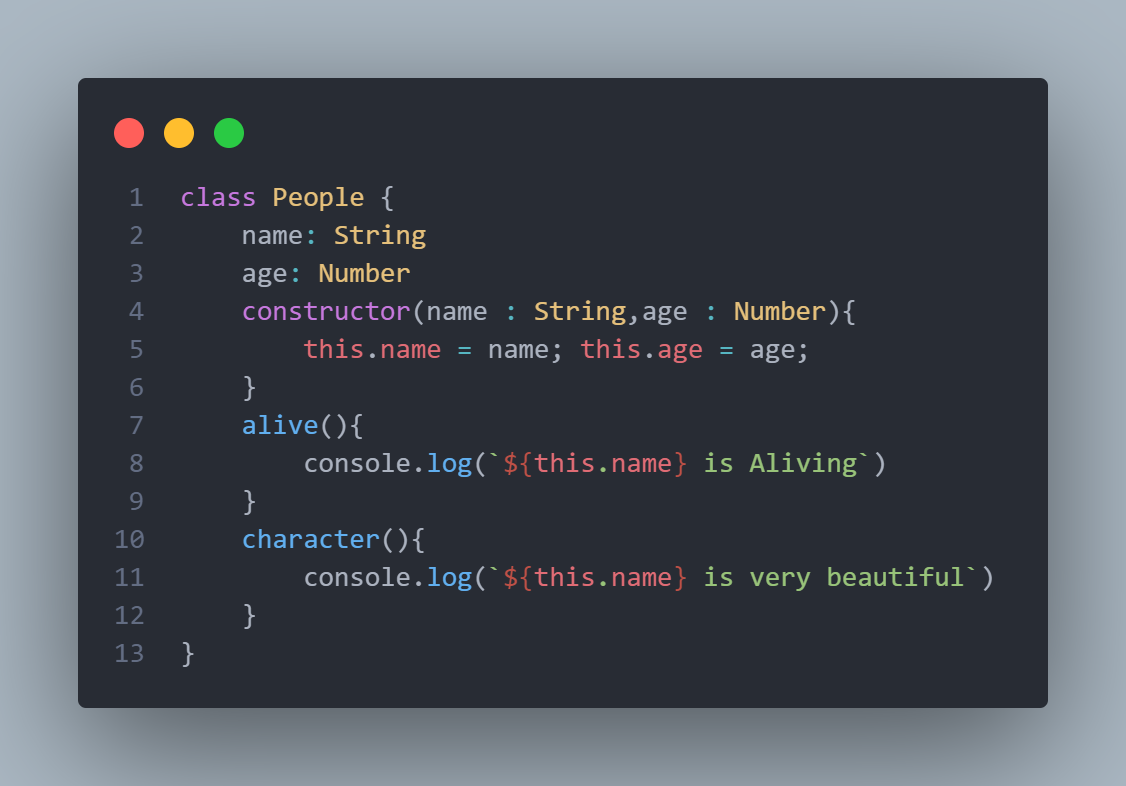 1 class People {
2 name: String
3 age: Number
4 constructor(name : String,age : Number){
5 this.name = name; this.age = age;
6 }
7 alive(){
8 console.log(`${this.name} is Aliving`)
9 }
10 character(){
11 console.log(`${this.name} is very beautiful`)
12 }
13 }